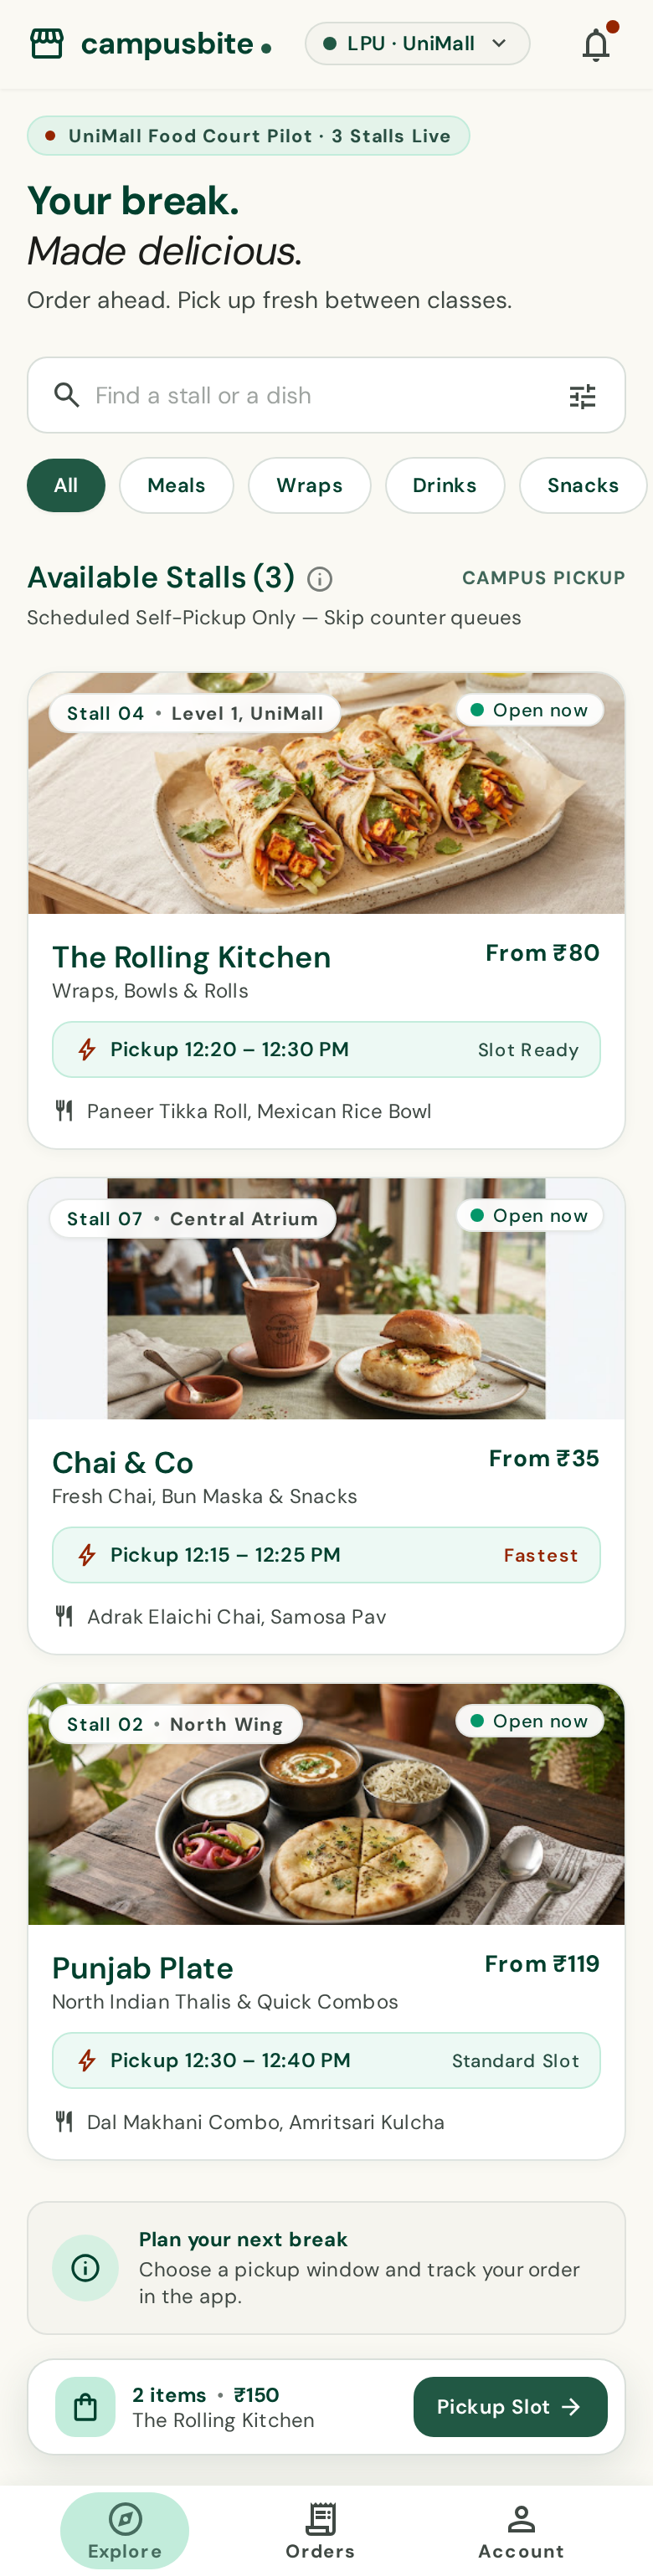 campusbite
LPU · UniMall
UniMall Food Court Pilot · 3 Stalls Live
Your break.
Made delicious.
Order ahead. Pick up fresh between classes.
Find a stall or a dish
All
Meals
Wraps
Drinks
Snacks
Available Stalls (3)
CAMPUS PICKUP
Scheduled Self-Pickup Only — Skip counter queues
Stall 04 • Level 1, UniMall
Open now
The Rolling Kitchen
From ₹80
Wraps, Bowls & Rolls
Pickup 12:20 – 12:30 PM
Slot Ready
Paneer Tikka Roll, Mexican Rice Bowl
Stall 07 • Central Atrium
Open now
Chai & Co
From ₹35
Fresh Chai, Bun Maska & Snacks
Pickup 12:15 – 12:25 PM
Fastest
Adrak Elaichi Chai, Samosa Pav
Stall 02 • North Wing
Open now
Punjab Plate
From ₹119
North Indian Thalis & Quick Combos
Pickup 12:30 – 12:40 PM
Standard Slot
Dal Makhani Combo, Amritsari Kulcha
Plan your next break
Choose a pickup window and track your order
in the app.
2 items • ₹150
The Rolling Kitchen
Pickup Slot →
Explore
Orders
Account